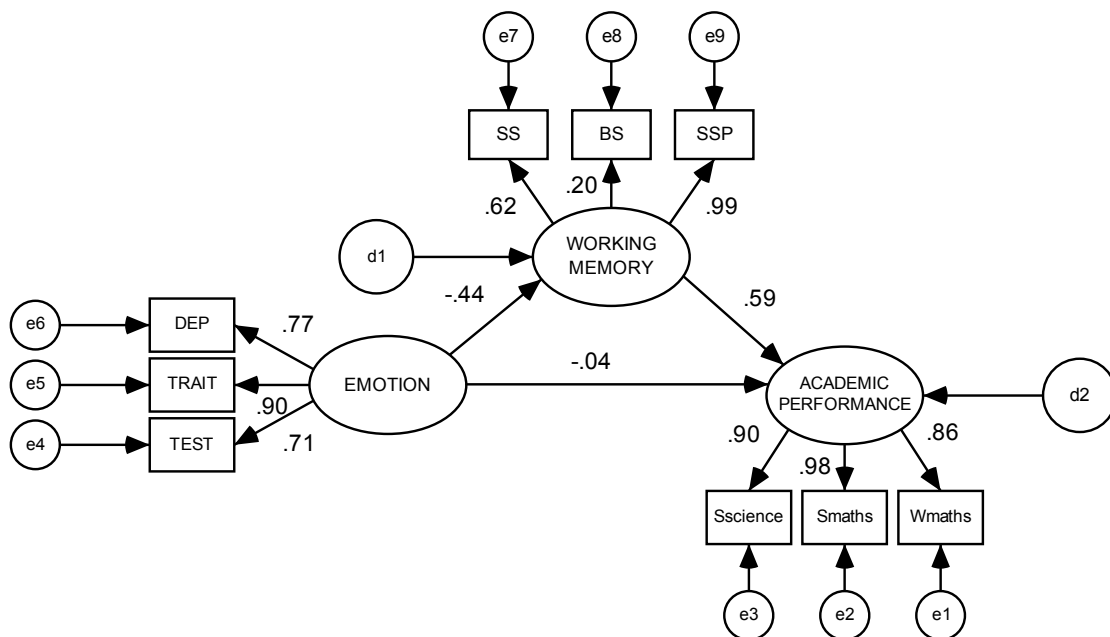 e7
e8
e9
SS
BS
SSP
.62
.20
.99
d1
WORKING
MEMORY
-.44
.59
e6
DEP
.77
e5
TRAIT
EMOTION
-.04
ACADEMIC
PERFORMANCE
d2
.90
e4
TEST
.71
.90
.98
.86
Sscience
Smaths
Wmaths
e3
e2
e1